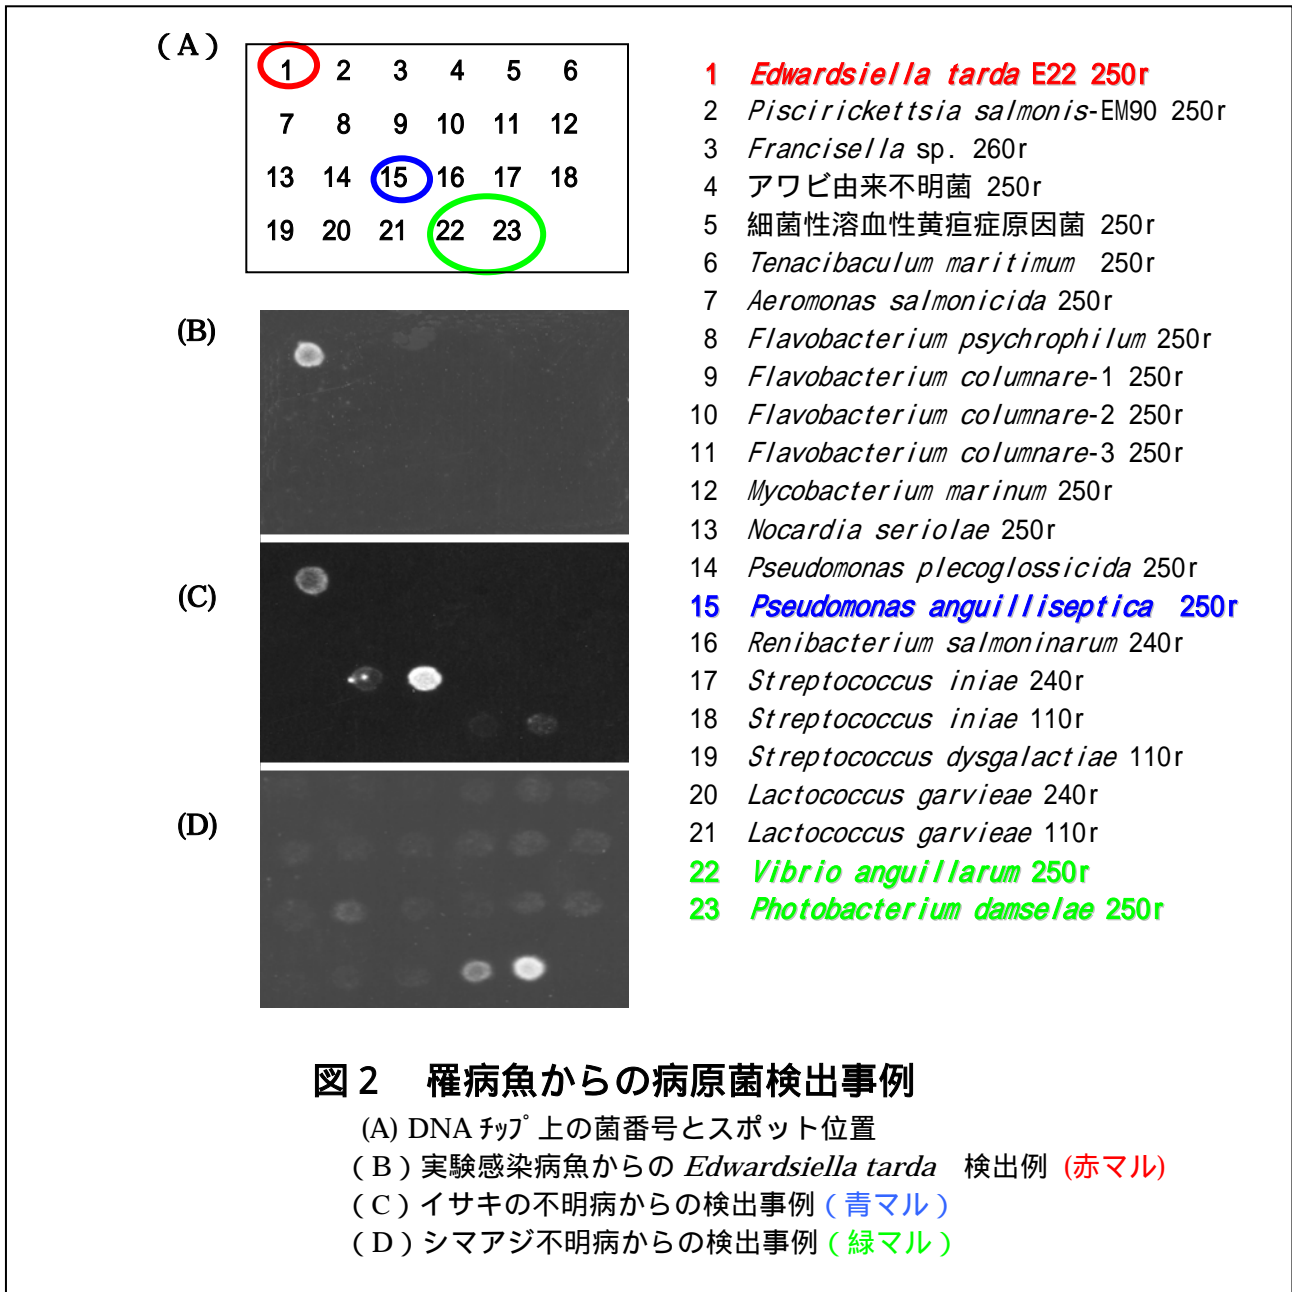 (A)
1 2 3 4 5 6
7 8 9 10 11 12
13 14 15 16 17 18
19 20 21 22 23
1 Edwardsiella tarda E22 250r
2 Piscirickettsia salmonis-EM90 250r
3 Francisella sp. 260r
4 アワビ由来不明菌 250r
5 細菌性溶血性黄疸症原因菌 250r
6 Tenacibaculum maritimum 250r
7 Aeromonas salmonicida 250r
8 Flavobacterium psychrophilum 250r
9 Flavobacterium columnare-1 250r
10 Flavobacterium columnare-2 250r
11 Flavobacterium columnare-3 250r
12 Mycobacterium marinum 250r
13 Nocardia seriolae 250r
14 Pseudomonas plecoglossicida 250r
15 Pseudomonas anguilliseptica 250r
16 Renibacterium salmoninarum 240r
17 Streptococcus iniae 240r
18 Streptococcus iniae 110r
19 Streptococcus dysgalactiae 110r
20 Lactococcus garvieae 240r
21 Lactococcus garvieae 110r
22 Vibrio anguillarum 250r
23 Photobacterium damselae 250r
(B)
(C)
(D)
図2 罹病魚からの病原菌検出事例
(A) DNA ﾁｯﾌﾟ上の菌番号とスポット位置
(B)実験感染病魚からの Edwardsiella tarda 検出例 (赤マル)
(C)イサキの不明病からの検出事例(青マル)
(D)シマアジ不明病からの検出事例(緑マル)